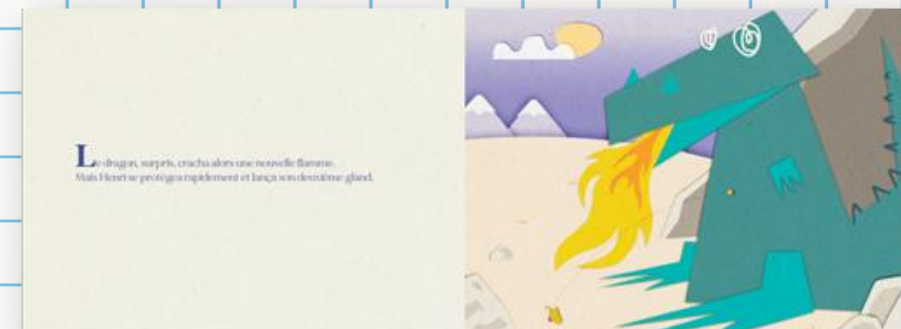 Le dragon, surpris, cracha alors une nouvelle flamme.
Mais Henri se protégea rapidement et lança son deuxième gland.